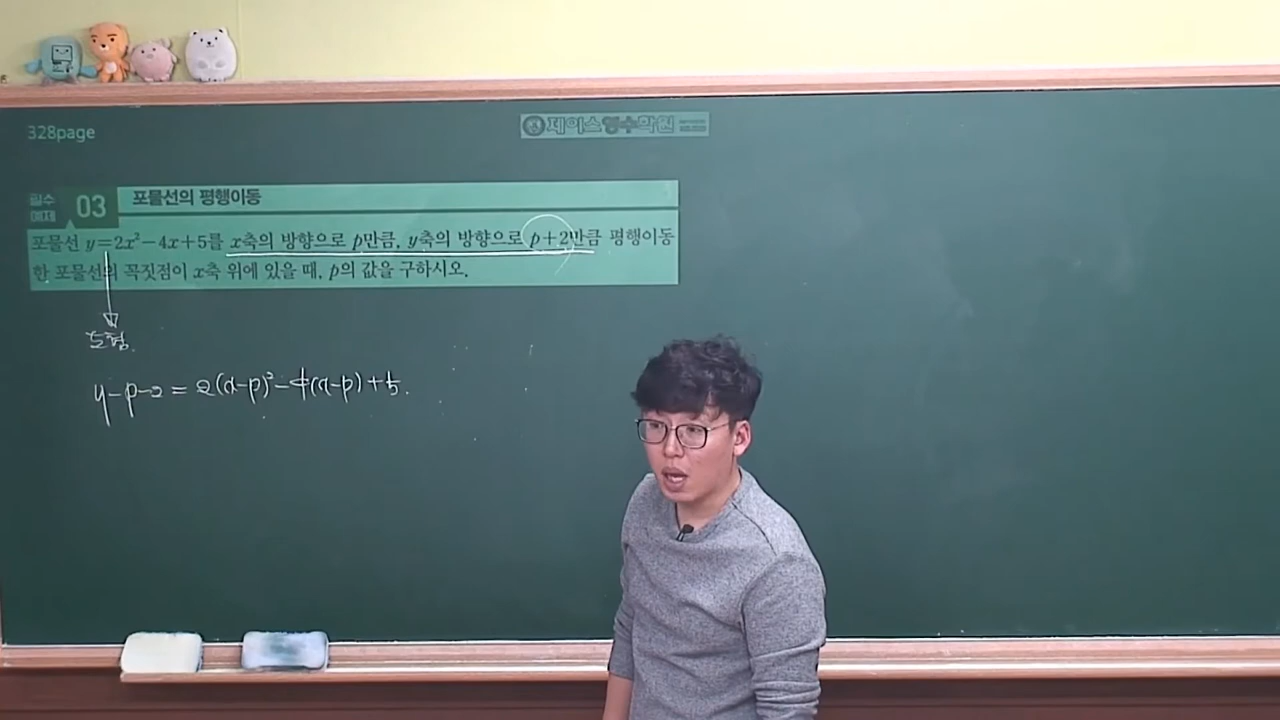 328page
제이스영수학원
필수
예제 03 포물선의 평행이동
포물선 y=2x²-4x+5를 x축의 방향으로 p만큼, y축의 방향으로 p+2만큼 평행이동
한 포물선의 꼭짓점이 x축 위에 있을 때, p의 값을 구하시오.
도형.
y-p-2=2(x-p)²-4(x-p)+5.